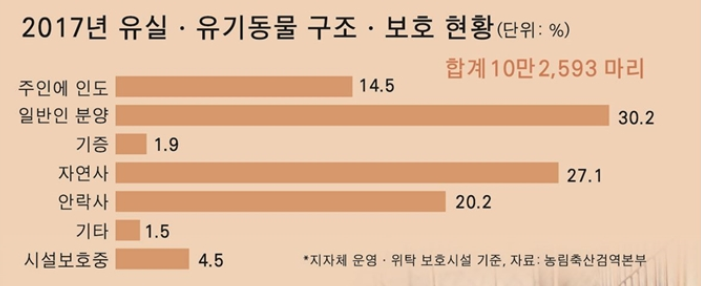 2017년 유실 · 유기동물 구조 · 보호 현황(단위: %)
합계10만2,593 마리
주인에 인도 14.5
일반인 분양 30.2
기증 1.9
자연사 27.1
안락사 20.2
기타 1.5
시설보호중 4.5
*지자체 운영 · 위탁 보호시설 기준, 자료: 농림축산검역본부